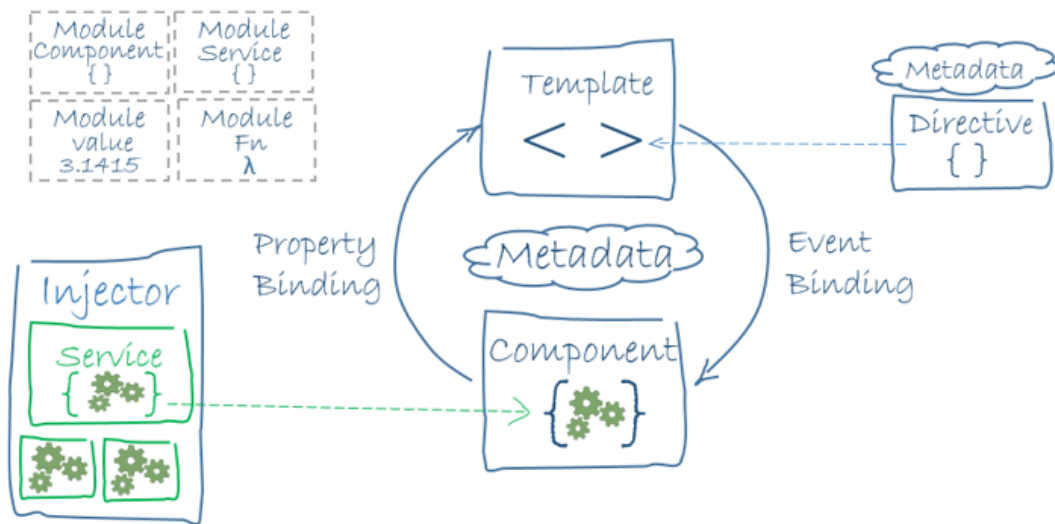 Module
Component
{ }
Module
Service
{ }
Module
value
3.1415
Module
Fn
λ
Template
< >
Metadata
Directive
{ }
Property
Binding
Metadata
Event
Binding
Injector
Service
{ }
Component
{ }